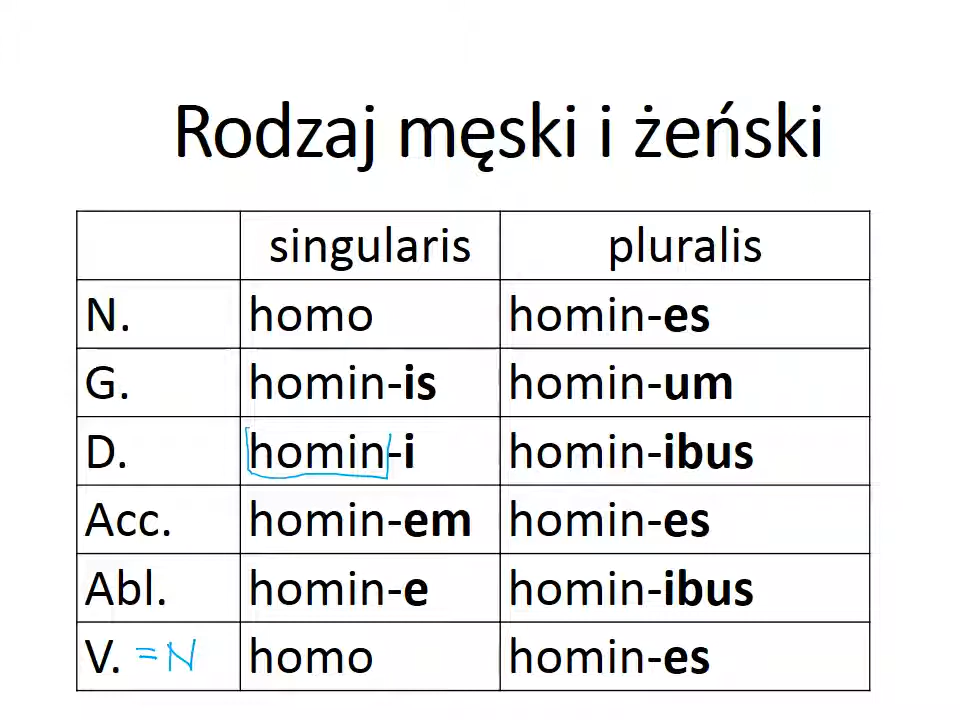 Rodzaj męski i żeński
singularis pluralis
N. homo homin-es
G. homin-is homin-um
D. homin-i homin-ibus
Acc. homin-em homin-es
Abl. homin-e homin-ibus
V. =N homo homin-es